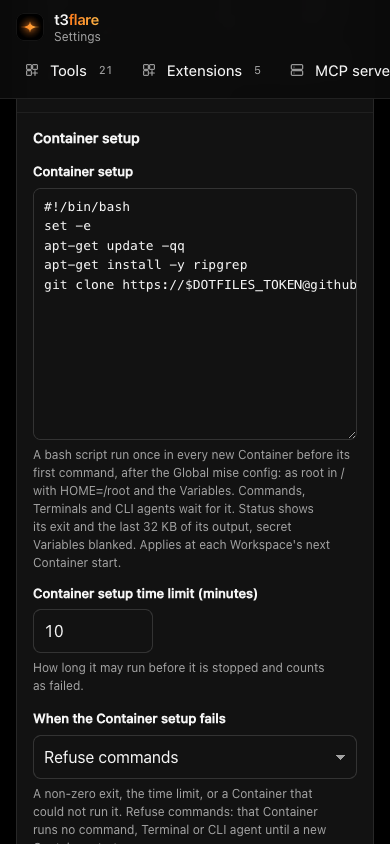 t3flare
Settings
Tools 21
Extensions 5
MCP serve
Container setup
Container setup
#!/bin/bash
set -e
apt-get update -qq
apt-get install -y ripgrep
git clone https://$DOTFILES_TOKEN@github
A bash script run once in every new Container before its
first command, after the Global mise config: as root in /
with HOME=/root and the Variables. Commands,
Terminals and CLI agents wait for it. Status shows
its exit and the last 32 KB of its output, secret
Variables blanked. Applies at each Workspace's next
Container start.
Container setup time limit (minutes)
10
How long it may run before it is stopped and counts
as failed.
When the Container setup fails
Refuse commands
A non-zero exit, the time limit, or a Container that
could not run it. Refuse commands: that Container
runs no command, Terminal or CLI agent until a new